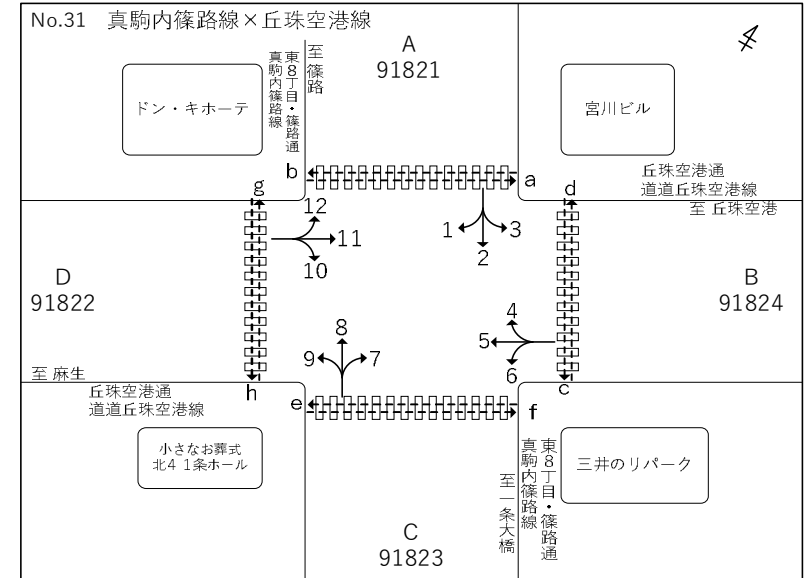 No.31 真駒内篠路線×丘珠空港線
A
91821
至 篠路
東８丁目・篠路通
真駒内篠路線
ドン・キホーテ
宮川ビル
b
a
丘珠空港通
道道丘珠空港線
至 丘珠空港
g
d
12
11
10
1
2
3
D
91822
B
91824
4
5
6
8
9
7
至 麻生
h
c
丘珠空港通
道道丘珠空港線
e
f
小さなお葬式
北4 1条ホール
東８丁目・篠路通
真駒内篠路線
至 一条大橋
三井のリパーク
C
91823